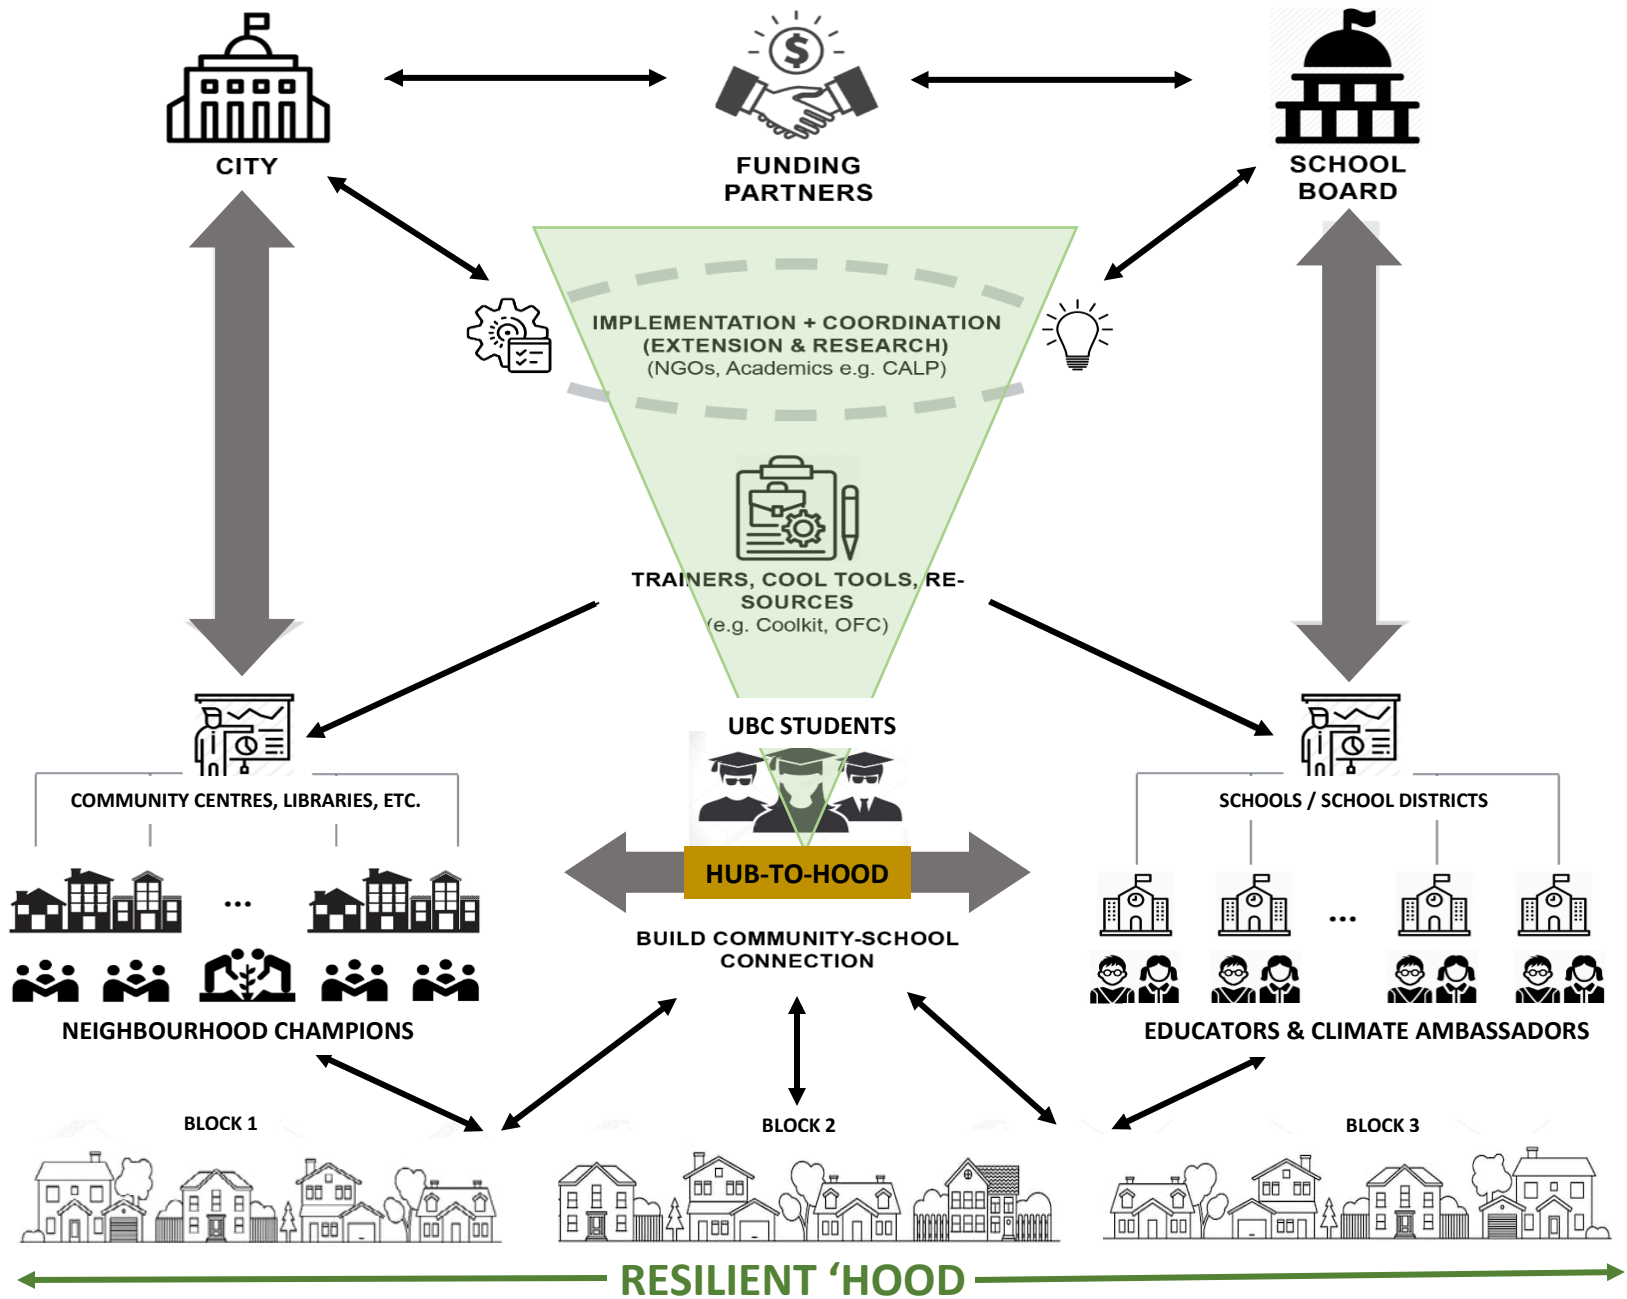 CITY
FUNDING
PARTNERS
SCHOOL
BOARD
IMPLEMENTATION + COORDINATION
(EXTENSION & RESEARCH)
(NGOs, Academics e.g. CALP)
TRAINERS, COOL TOOLS, RE-
SOURCES
(e.g. Coolkit, OFC)
UBC STUDENTS
COMMUNITY CENTRES, LIBRARIES, ETC.
SCHOOLS / SCHOOL DISTRICTS
HUB-TO-HOOD
...
...
BUILD COMMUNITY-SCHOOL
CONNECTION
NEIGHBOURHOOD CHAMPIONS
EDUCATORS & CLIMATE AMBASSADORS
BLOCK 1
BLOCK 2
BLOCK 3
RESILIENT ‘HOOD